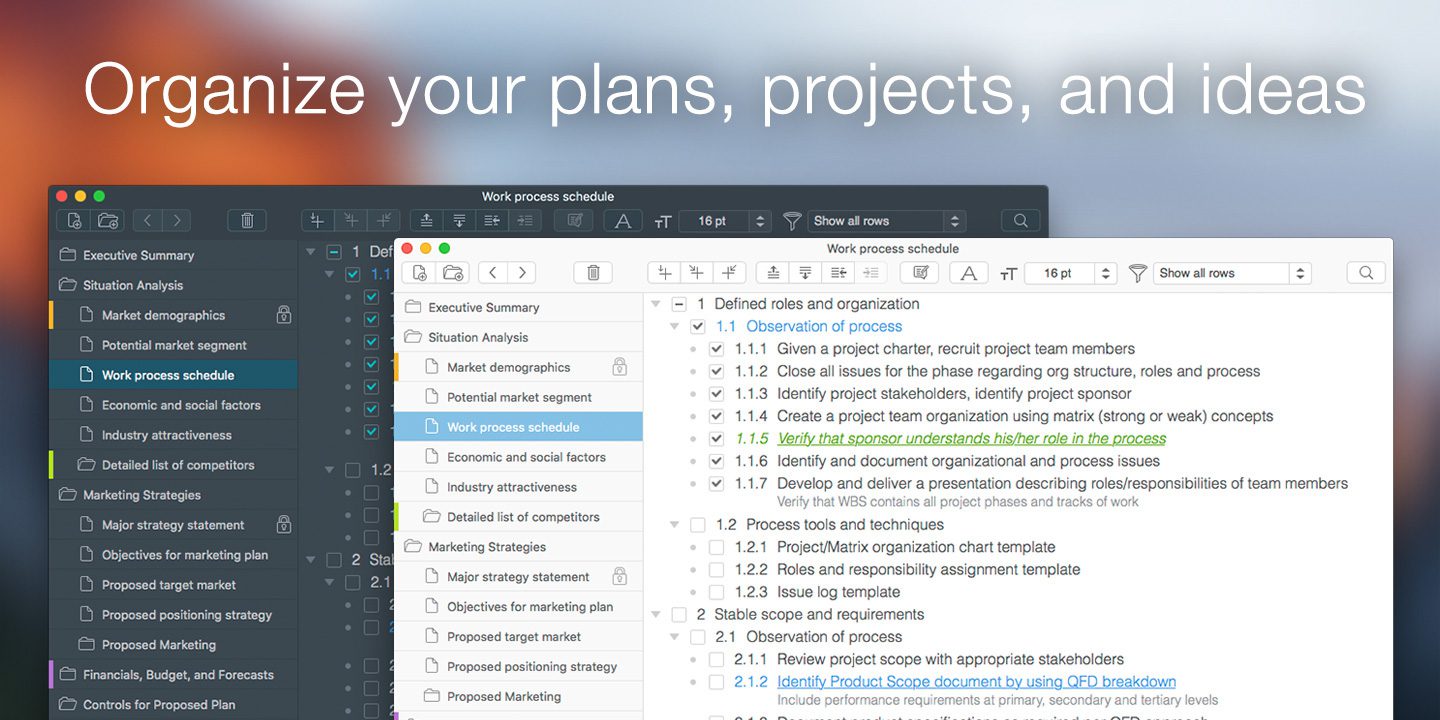 Organize your plans, projects, and ideas
Work process schedule
16 pt
Show all rows
Executive Summary
Situation Analysis
Market demographics
Potential market segment
Work process schedule
Economic and social factors
Industry attractiveness
Detailed list of competitors
Marketing Strategies
Major strategy statement
Objectives for marketing plan
Proposed target market
Proposed positioning strategy
Proposed Marketing
Financials, Budget, and Forecasts
Controls for Proposed Plan
1 Def
1.1
1.2
2 Sta
2.1
Work process schedule
16 pt
Show all rows
Executive Summary
Situation Analysis
Market demographics
Potential market segment
Work process schedule
Economic and social factors
Industry attractiveness
Detailed list of competitors
Marketing Strategies
Major strategy statement
Objectives for marketing plan
Proposed target market
Proposed positioning strategy
Proposed Marketing
1 Defined roles and organization
1.1 Observation of process
1.1.1 Given a project charter, recruit project team members
1.1.2 Close all issues for the phase regarding org structure, roles and process
1.1.3 Identify project stakeholders, identify project sponsor
1.1.4 Create a project team organization using matrix (strong or weak) concepts
1.1.5 Verify that sponsor understands his/her role in the process
1.1.6 Identify and document organizational and process issues
1.1.7 Develop and deliver a presentation describing roles/responsibilities of team members
Verify that WBS contains all project phases and tracks of work
1.2 Process tools and techniques
1.2.1 Project/Matrix organization chart template
1.2.2 Roles and responsibility assignment template
1.2.3 Issue log template
2 Stable scope and requirements
2.1 Observation of process
2.1.1 Review project scope with appropriate stakeholders
2.1.2 Identify Product Scope document by using QFD breakdown
Include performance requirements at primary, secondary and tertiary levels